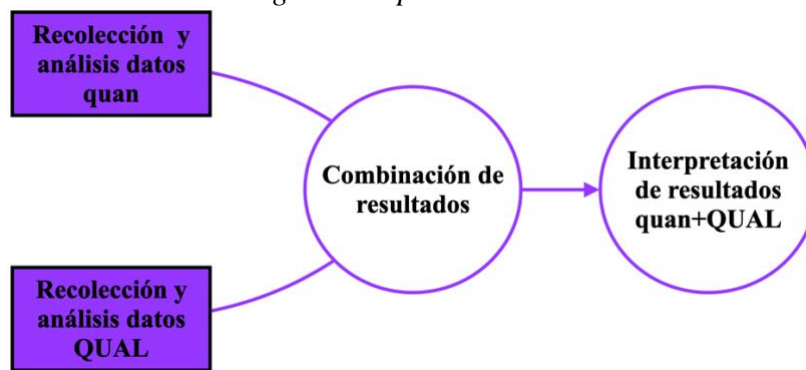 Recolección y
análisis datos
quan
Combinación de
resultados
Interpretación
de resultados
quan+QUAL
Recolección y
análisis datos
QUAL